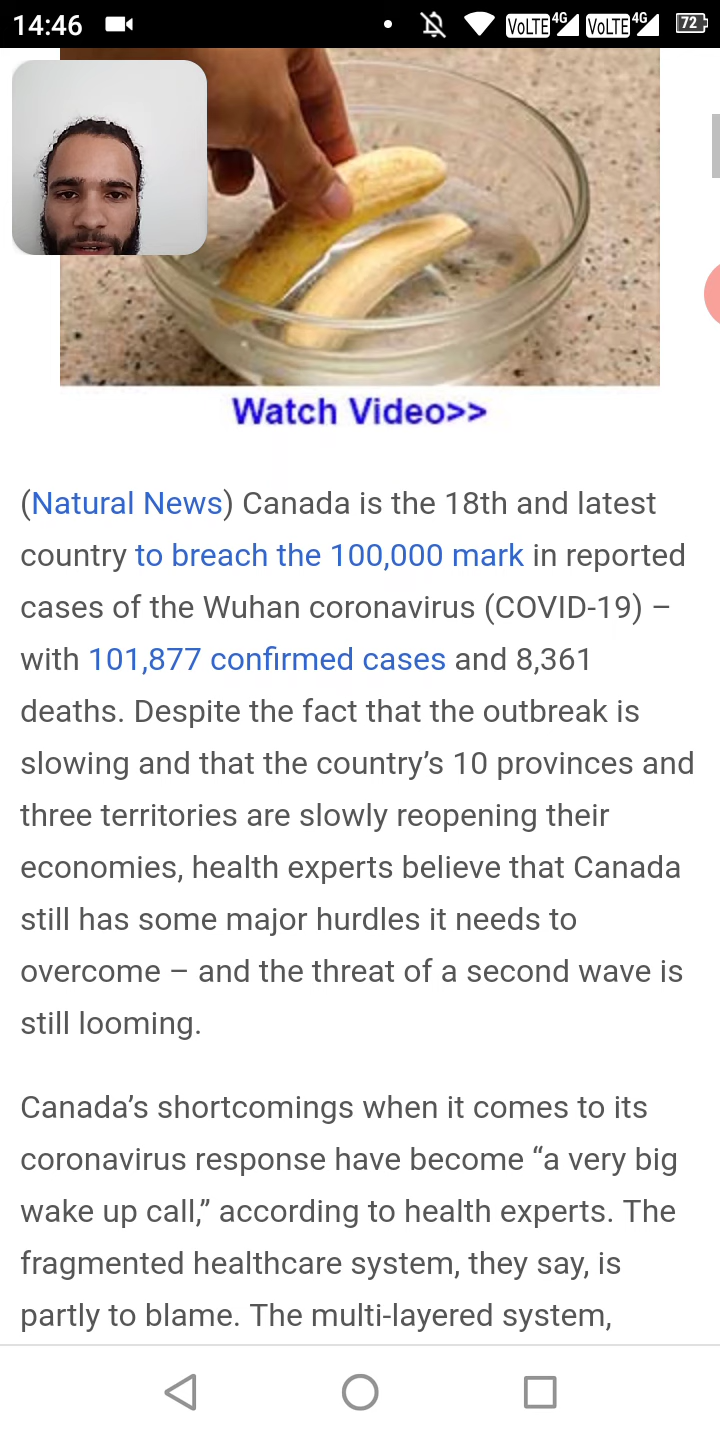 14:46
VoLTE 4G VoLTE 4G 72
Watch Video>>
(Natural News) Canada is the 18th and latest
country to breach the 100,000 mark in reported
cases of the Wuhan coronavirus (COVID-19) –
with 101,877 confirmed cases and 8,361
deaths. Despite the fact that the outbreak is
slowing and that the country’s 10 provinces and
three territories are slowly reopening their
economies, health experts believe that Canada
still has some major hurdles it needs to
overcome – and the threat of a second wave is
still looming.
Canada’s shortcomings when it comes to its
coronavirus response have become “a very big
wake up call,” according to health experts. The
fragmented healthcare system, they say, is
partly to blame. The multi-layered system,